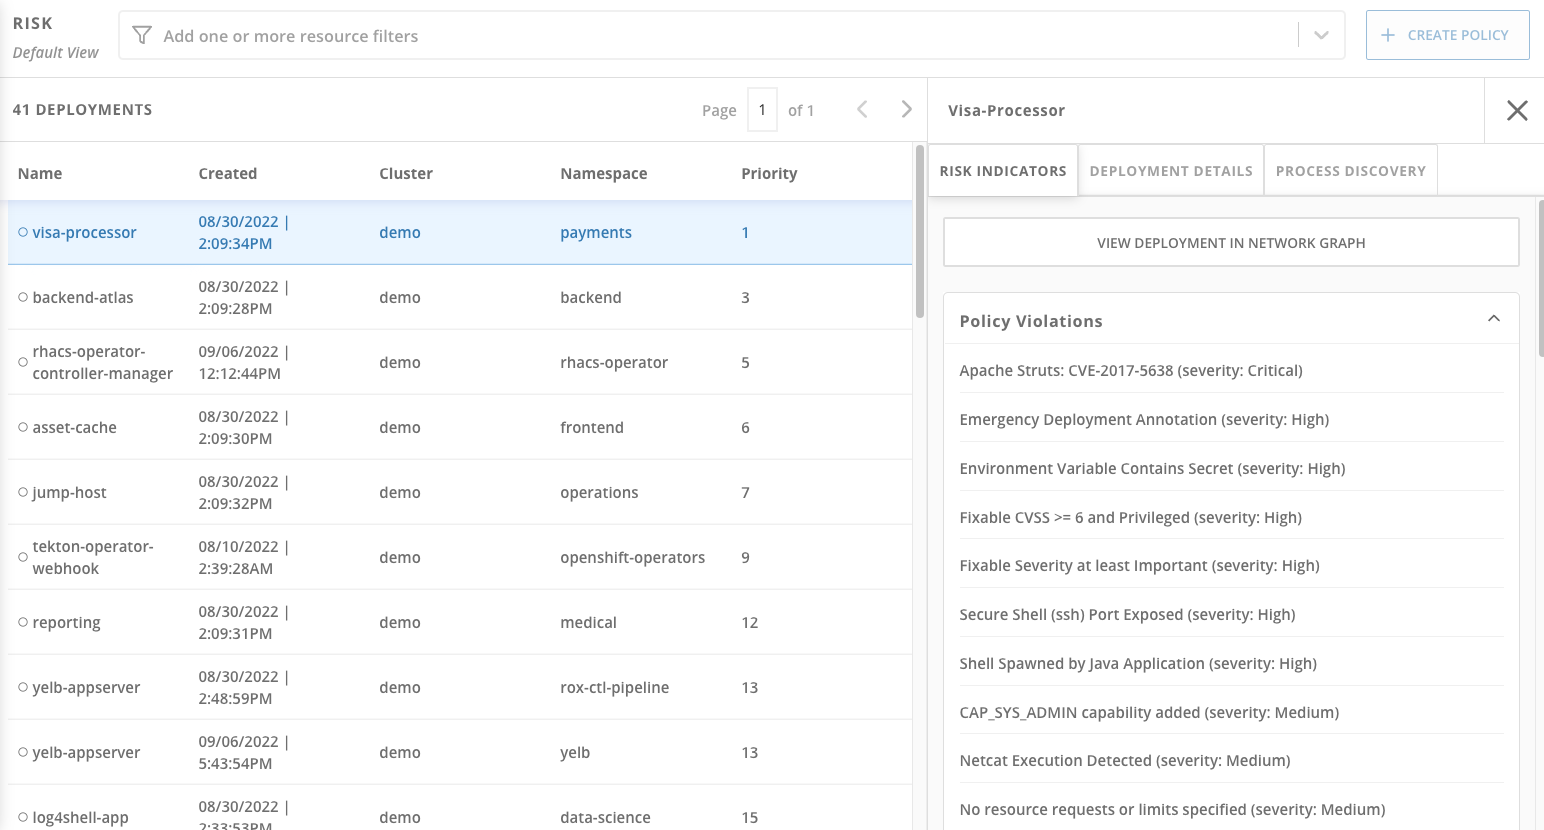 RISK
Default View
Add one or more resource filters
CREATE POLICY
41 DEPLOYMENTS
Page 1 of 1
Name Created Cluster Namespace Priority
visa-processor 08/30/2022 | 2:09:34PM demo payments 1
backend-atlas 08/30/2022 | 2:09:28PM demo backend 3
rhacs-operator-controller-manager 09/06/2022 | 12:12:44PM demo rhacs-operator 5
asset-cache 08/30/2022 | 2:09:30PM demo frontend 6
jump-host 08/30/2022 | 2:09:32PM demo operations 7
tekton-operator-webhook 08/10/2022 | 2:39:28AM demo openshift-operators 9
reporting 08/30/2022 | 2:09:31PM demo medical 12
yelb-appserver 08/30/2022 | 2:48:59PM demo rox-ctl-pipeline 13
yelb-appserver 09/06/2022 | 5:43:54PM demo yelb 13
log4shell-app 08/30/2022 | 2:33:53PM demo data-science 15
Visa-Processor
RISK INDICATORS DEPLOYMENT DETAILS PROCESS DISCOVERY
VIEW DEPLOYMENT IN NETWORK GRAPH
Policy Violations
Apache Struts: CVE-2017-5638 (severity: Critical)
Emergency Deployment Annotation (severity: High)
Environment Variable Contains Secret (severity: High)
Fixable CVSS >= 6 and Privileged (severity: High)
Fixable Severity at least Important (severity: High)
Secure Shell (ssh) Port Exposed (severity: High)
Shell Spawned by Java Application (severity: High)
CAP_SYS_ADMIN capability added (severity: Medium)
Netcat Execution Detected (severity: Medium)
No resource requests or limits specified (severity: Medium)